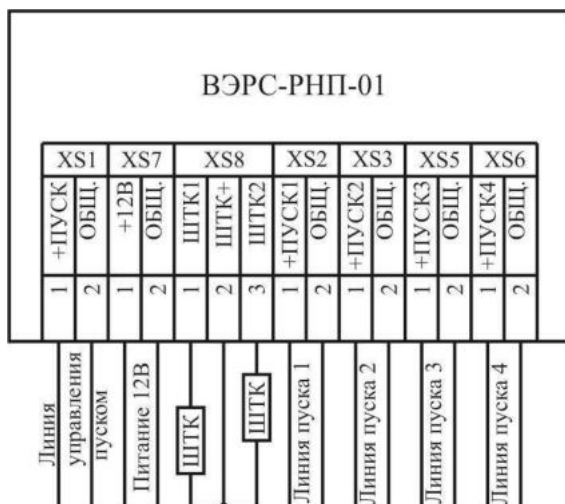 ВЭРС-РНП-01
XS1 XS7 XS8 XS2 XS3 XS5 XS6
+ПУСК ОБЩ. +12В ОБЩ. ШТК1 ШТК+ ШТК2 +ПУСК1 ОБЩ. +ПУСК2 ОБЩ. +ПУСК3 ОБЩ. +ПУСК4 ОБЩ.
1 2 1 2 1 2 3 1 2 1 2 1 2 1 2
Линия
управления
пуском
Питание 12В
ШТК
ШТК
Линия пуска 1
Линия пуска 2
Линия пуска 3
Линия пуска 4